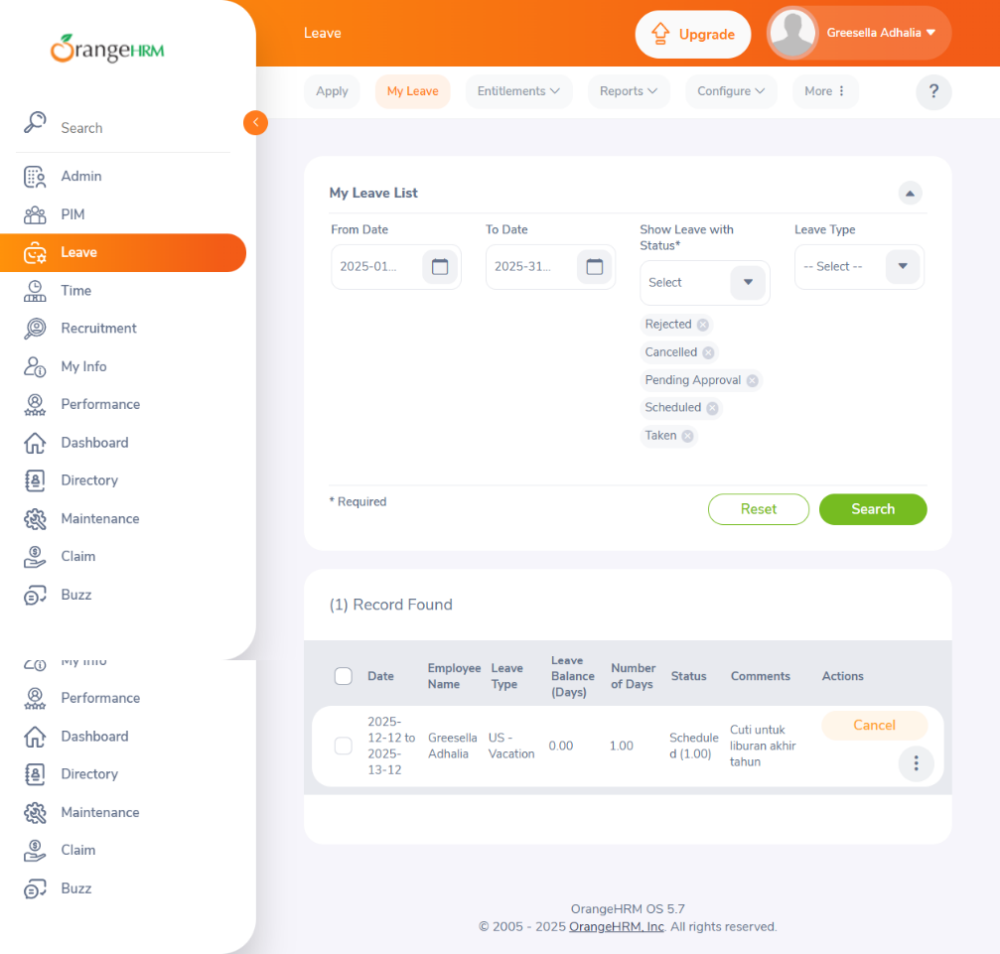 OrangeHRM
Search
Admin
PIM
Leave
Time
Recruitment
My Info
Performance
Dashboard
Directory
Maintenance
Claim
Buzz
My Info
Performance
Dashboard
Directory
Maintenance
Claim
Buzz
Leave
Upgrade
Greesella Adhalia
Apply
My Leave
Entitlements
Reports
Configure
More
?
My Leave List
From Date
To Date
Show Leave with
Status*
Leave Type
2025-01...
2025-31...
Select
-- Select --
Rejected
Cancelled
Pending Approval
Scheduled
Taken
* Required
Reset
Search
(1) Record Found
Date
Employee
Name
Leave
Type
Leave
Balance
(Days)
Number
of Days
Status
Comments
Actions
2025-
12-12 to
2025-
13-12
Greesella
Adhalia
US -
Vacation
0.00
1.00
Schedule
d (1.00)
Cuti untuk
liburan akhir
tahun
Cancel
OrangeHRM OS 5.7
© 2005 - 2025 OrangeHRM, Inc. All rights reserved.